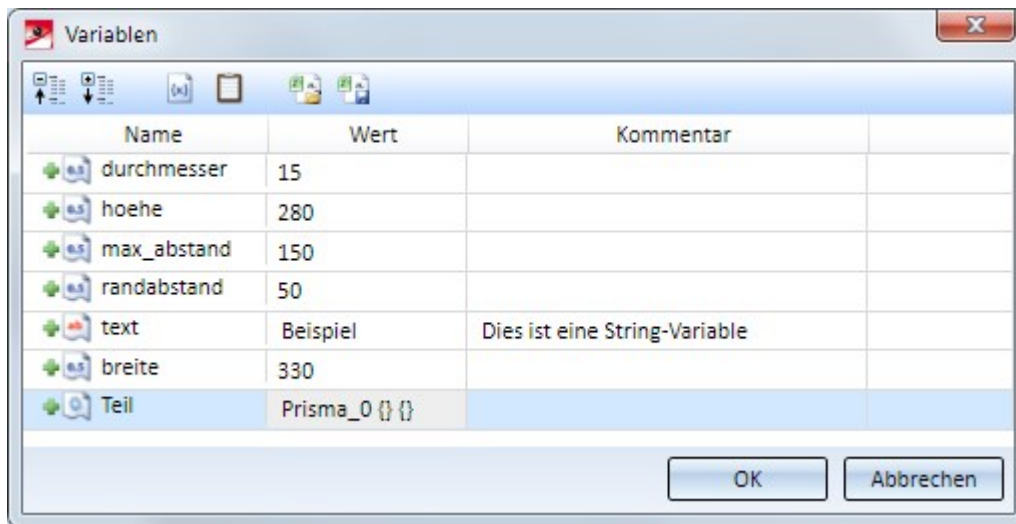 Variablen
Name Wert Kommentar
durchmesser 15
hoehe 280
max_abstand 150
randabstand 50
text Beispiel Dies ist eine String-Variable
breite 330
Teil Prisma_0 {} {}
OK Abbrechen